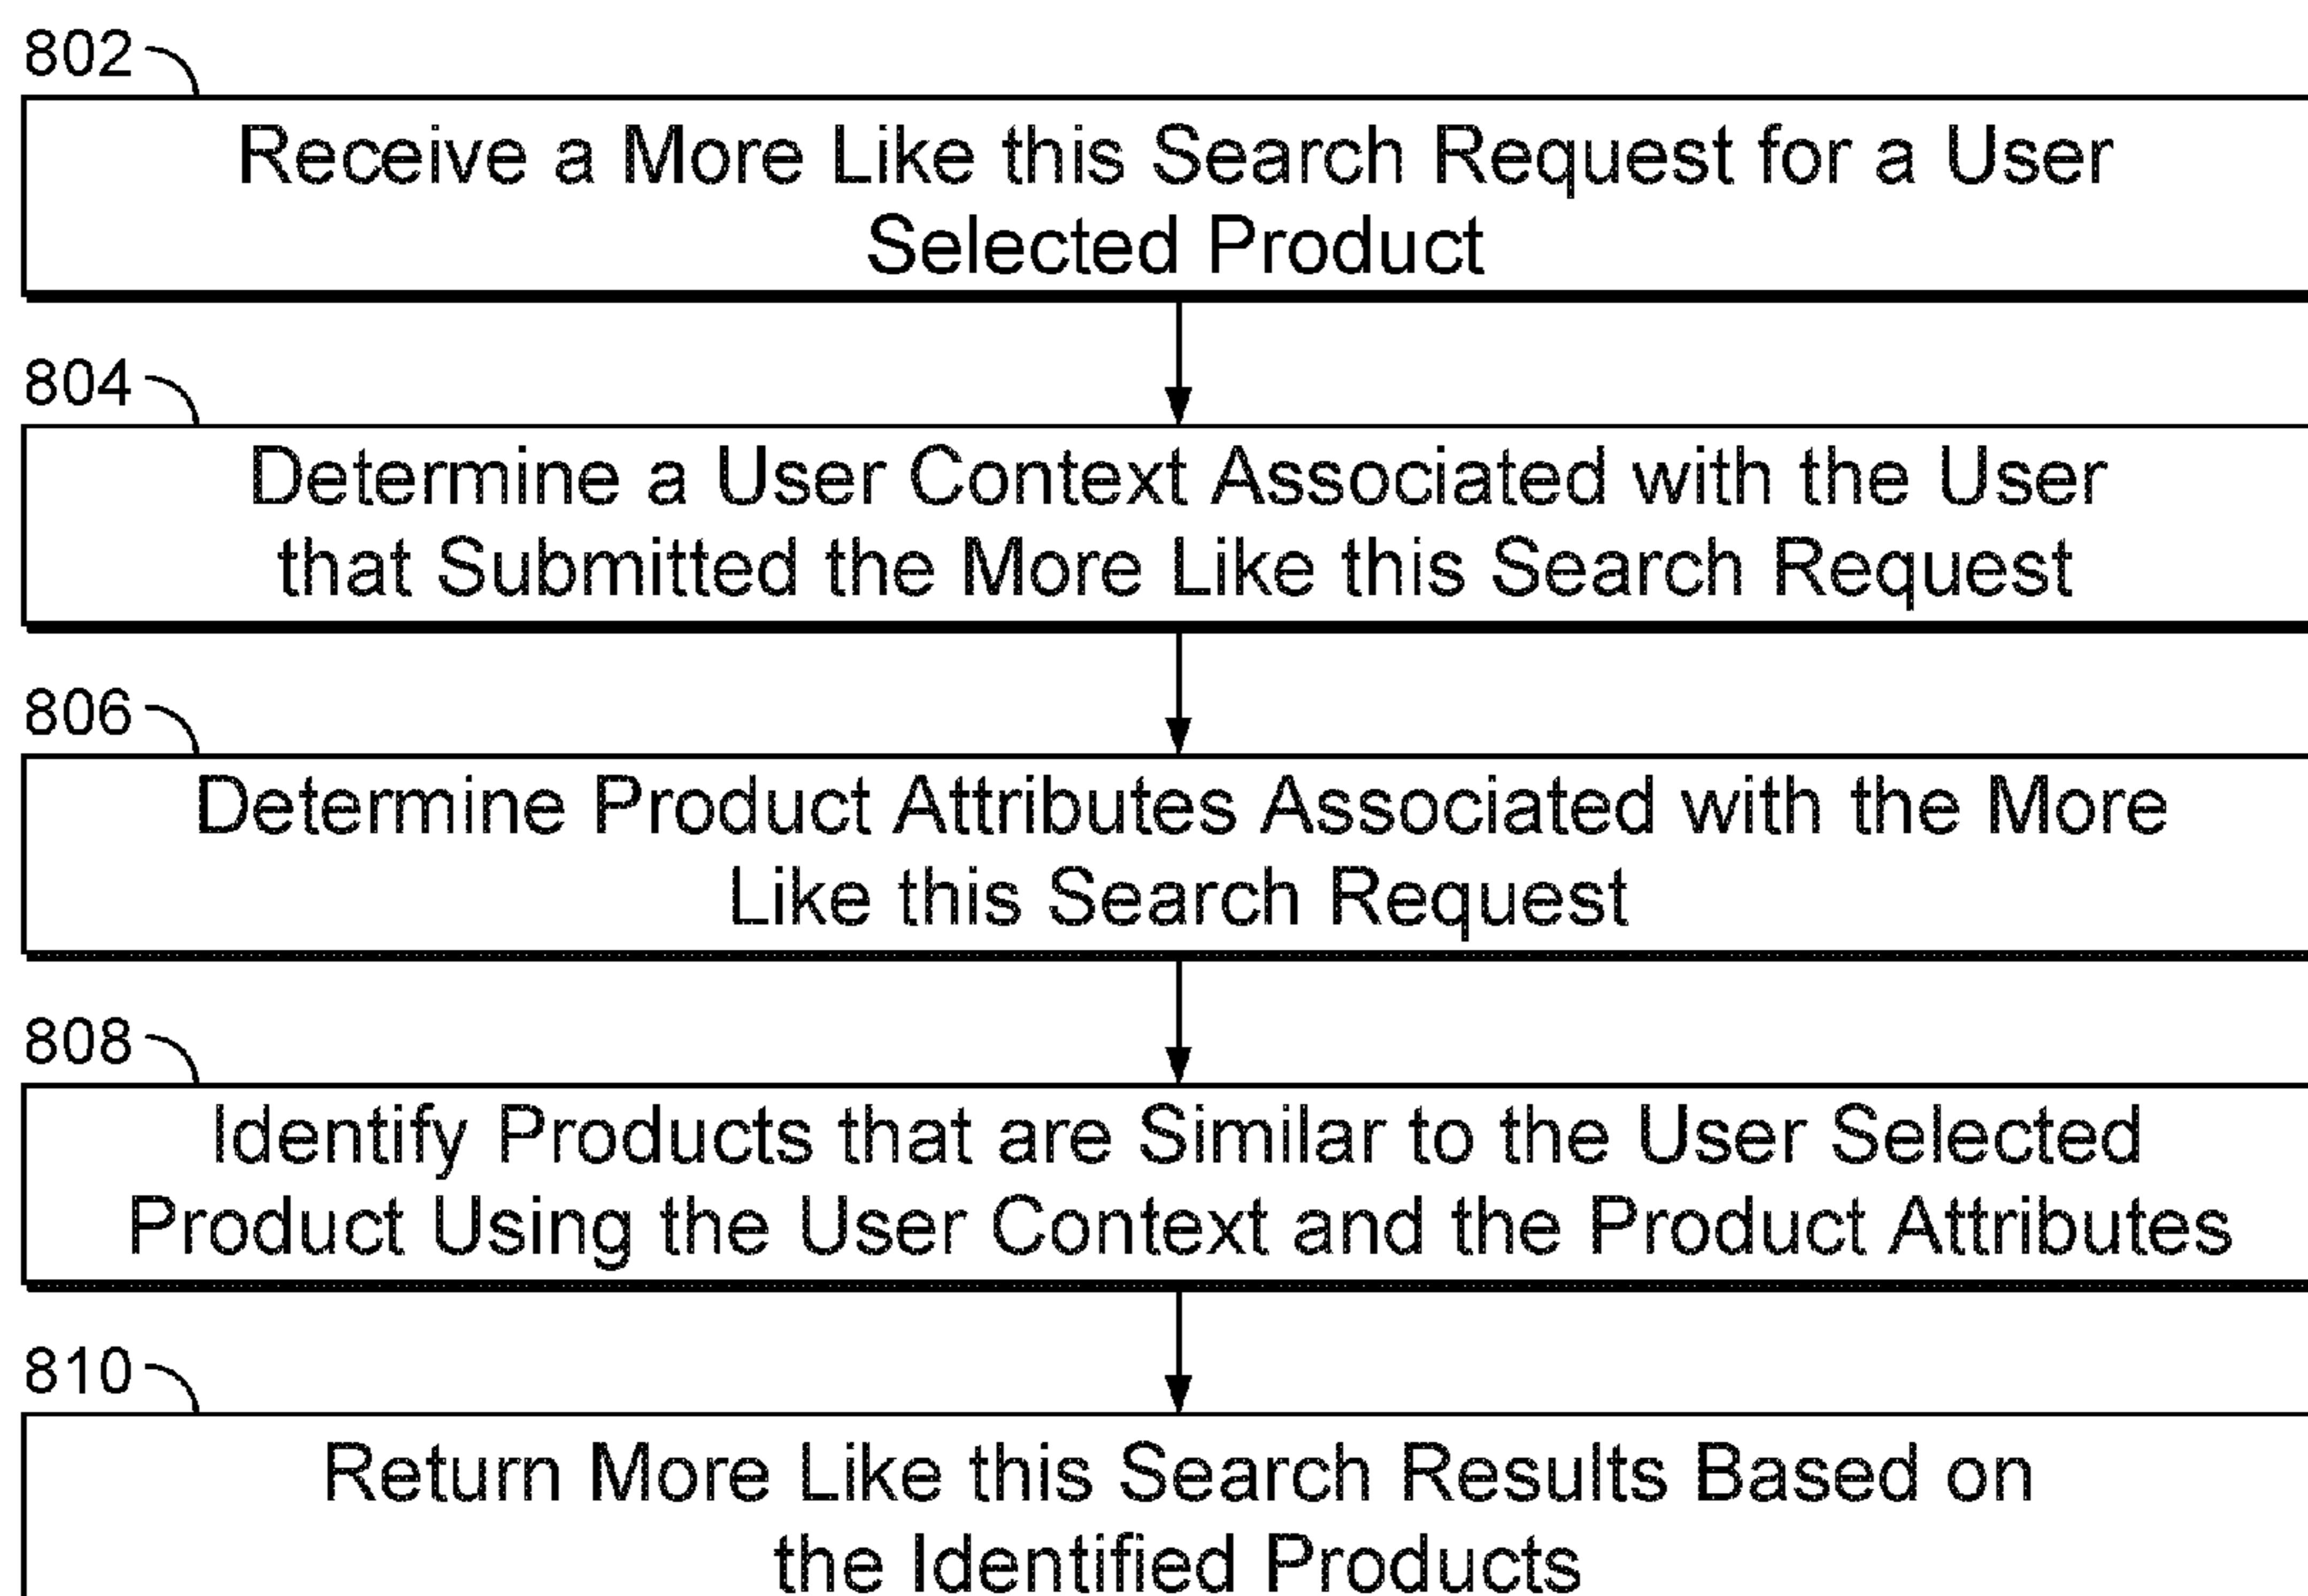 802
Receive a More Like this Search Request for a User
Selected Product
804
Determine a User Context Associated with the User
that Submitted the More Like this Search Request
806
Determine Product Attributes Associated with the More
Like this Search Request
808
Identify Products that are Similar to the User Selected
Product Using the User Context and the Product Attributes
810
Return More Like this Search Results Based on
the Identified Products